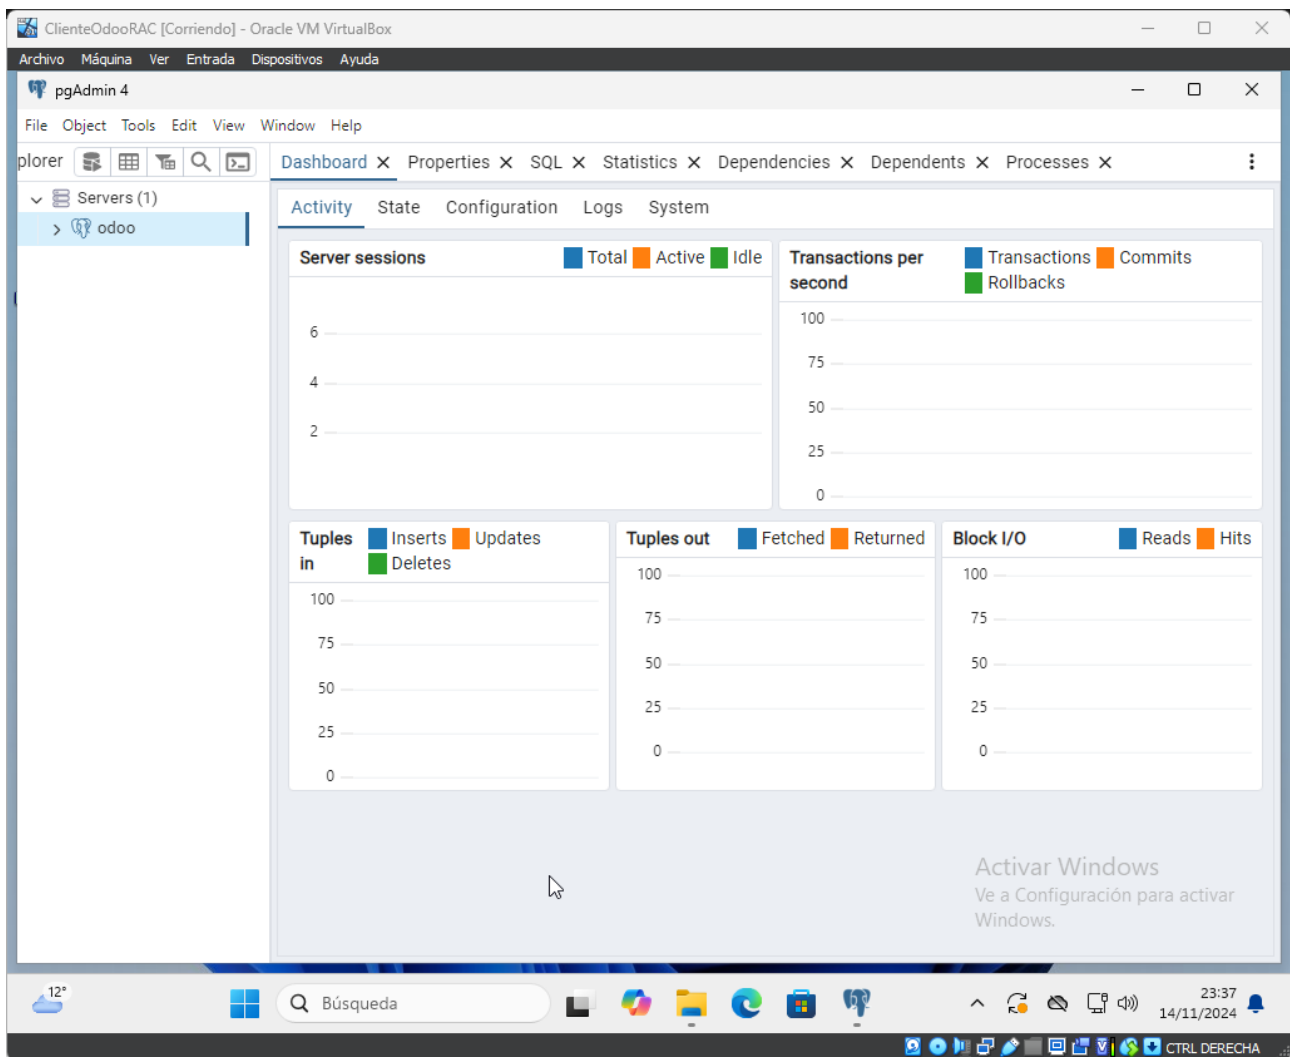 ClienteOdooRAC [Corriendo] - Oracle VM VirtualBox
Archivo Máquina Ver Entrada Dispositivos Ayuda
pgAdmin 4
File Object Tools Edit View Window Help
plorer
Dashboard Properties SQL Statistics Dependencies Dependents Processes
Servers (1)
odoo
Activity State Configuration Logs System
Server sessions Total Active Idle
6
4
2
Transactions per second Transactions Commits Rollbacks
100
75
50
25
0
Tuples in Inserts Updates Deletes
100
75
50
25
0
Tuples out Fetched Returned
100
75
50
25
0
Block I/O Reads Hits
100
75
50
25
0
Activar Windows
Ve a Configuración para activar
Windows.
12°
Búsqueda
23:37
14/11/2024
CTRL DERECHA